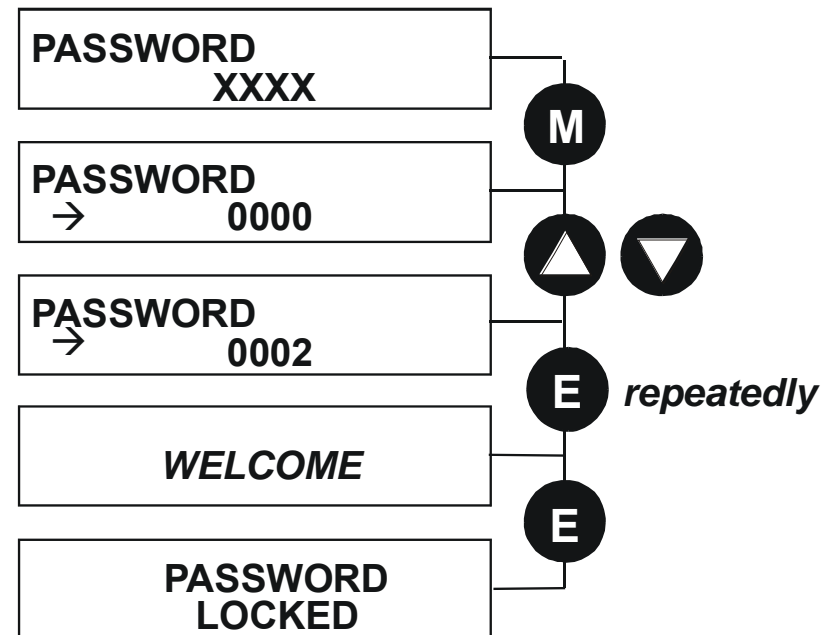 PASSWORD
XXXX
M
PASSWORD
→ 0000
PASSWORD
→ 0002
E repeatedly
WELCOME
E
PASSWORD
LOCKED